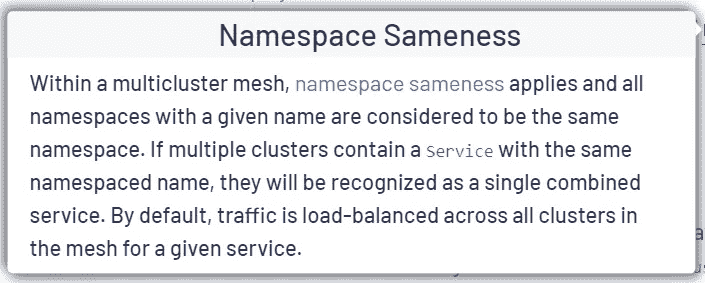 Namespace Sameness
Within a multicluster mesh, namespace sameness applies and all
namespaces with a given name are considered to be the same
namespace. If multiple clusters contain a Service with the same
namespaced name, they will be recognized as a single combined
service. By default, traffic is load-balanced across all clusters in
the mesh for a given service.